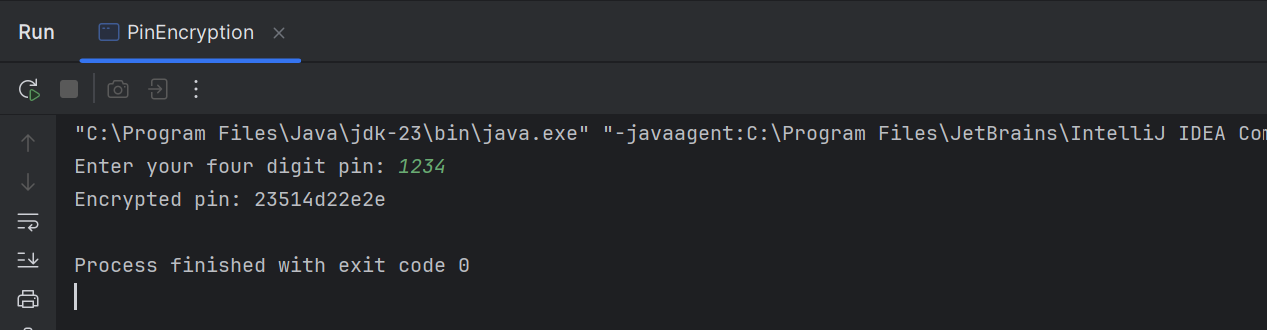 Run PinEncryption
"C:\Program Files\Java\jdk-23\bin\java.exe" "-javaagent:C:\Program Files\JetBrains\IntelliJ IDEA Com
Enter your four digit pin: 1234
Encrypted pin: 23514d22e2e
Process finished with exit code 0